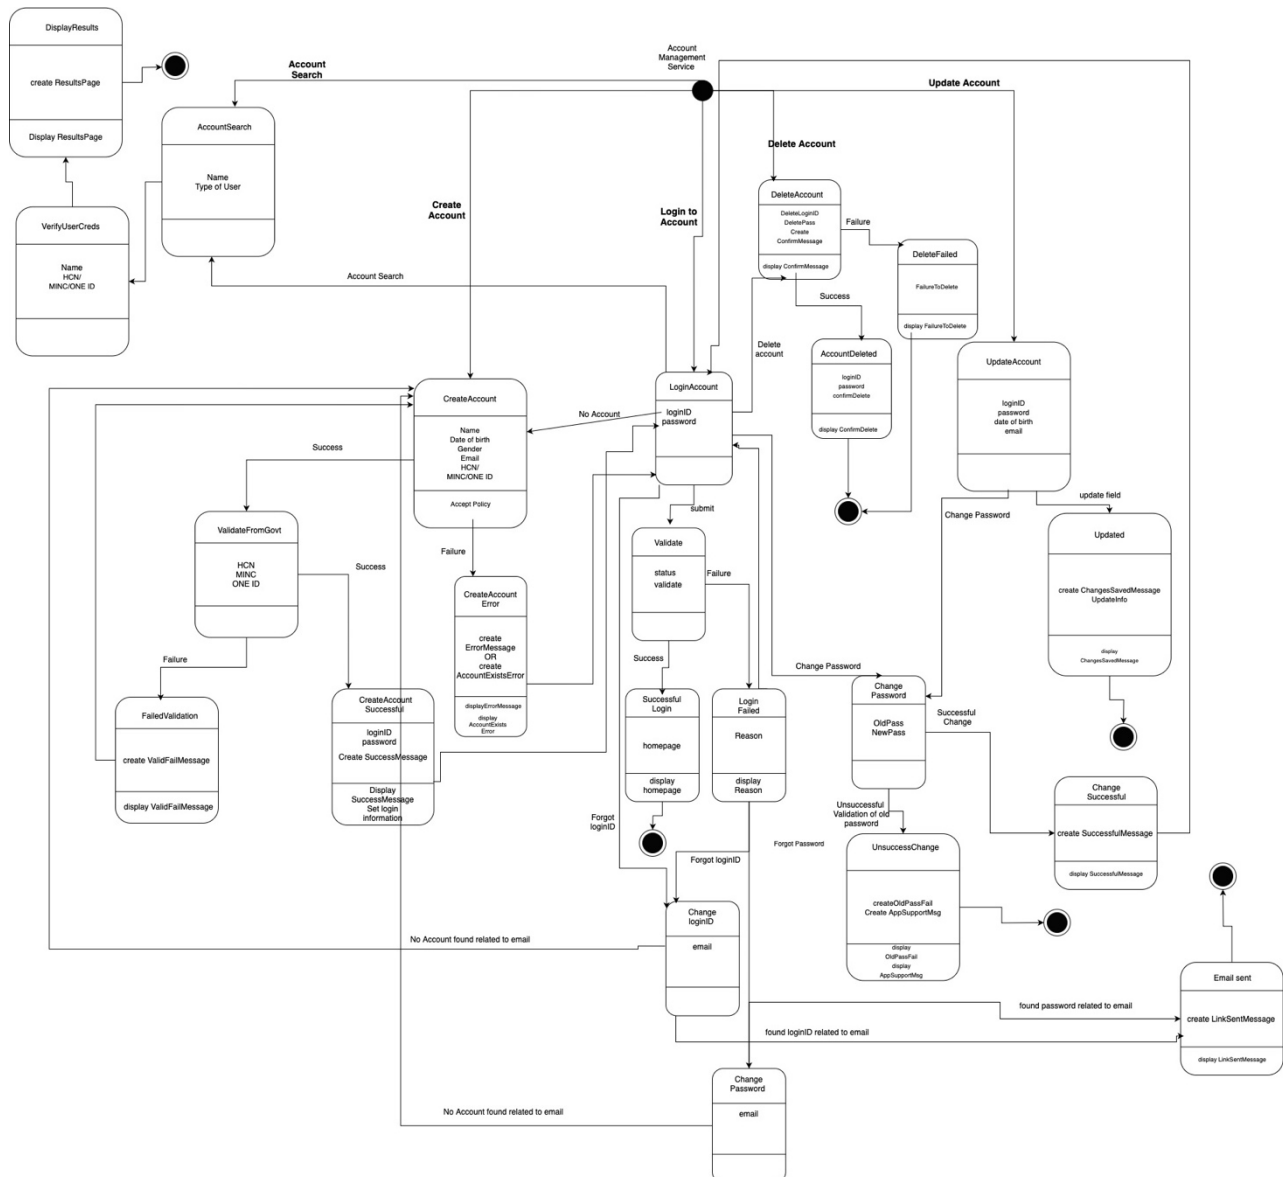 DisplayResults
create ResultsPage
Display ResultsPage
Account
Search
Account
Management
Service
Update Account
AccountSearch
Name
Type of User
Delete Account
Create
Account
Login to
Account
DeleteAccount
DeleteLoginID
DeletePass
Create
ConfirmMessage
display ConfirmMessage
Failure
DeleteFailed
FailureToDelete
display FailureToDelete
VerifyUserCreds
Name
HCN/
MINC/ONE ID
Account Search
Success
Delete
account
AccountDeleted
loginID
password
confirmDelete
display ConfirmDelete
UpdateAccount
loginID
password
date of birth
email
CreateAccount
Name
Date of birth
Gender
Email
HCN/
MINC/ONE ID
Accept Policy
No Account
LoginAccount
loginID
password
Success
submit
Change Password
update field
ValidateFromGovt
HCN
MINC
ONE ID
Failure
Success
CreateAccount
Error
create
ErrorMessage
OR
create
AccountExistsError
displayErrorMessage
display
AccountExists
Error
Validate
status
validate
Failure
Updated
create ChangesSavedMessage
UpdateInfo
display
ChangesSavedMessage
Failure
Success
Change Password
FailedValidation
create ValidFailMessage
display ValidFailMessage
CreateAccount
Successful
loginID
password
Create SuccessMessage
Display
SuccessMessage
Set login
information
Successful
Login
homepage
display
homepage
Login
Failed
Reason
display
Reason
Change
Password
OldPass
NewPass
Successful
Change
Change
Successful
create SuccessfulMessage
display SuccessfulMessage
Unsuccessful
Validation of old
password
Forgot
loginID
Forgot loginID
Forgot Password
UnsuccessChange
createOldPassFail
Create AppSupportMsg
display
OldPassFail
display
AppSupportMsg
Change
loginID
email
No Account found related to email
found password related to email
found loginID related to email
Email sent
create LinkSentMessage
display LinkSentMessage
Change
Password
email
No Account found related to email